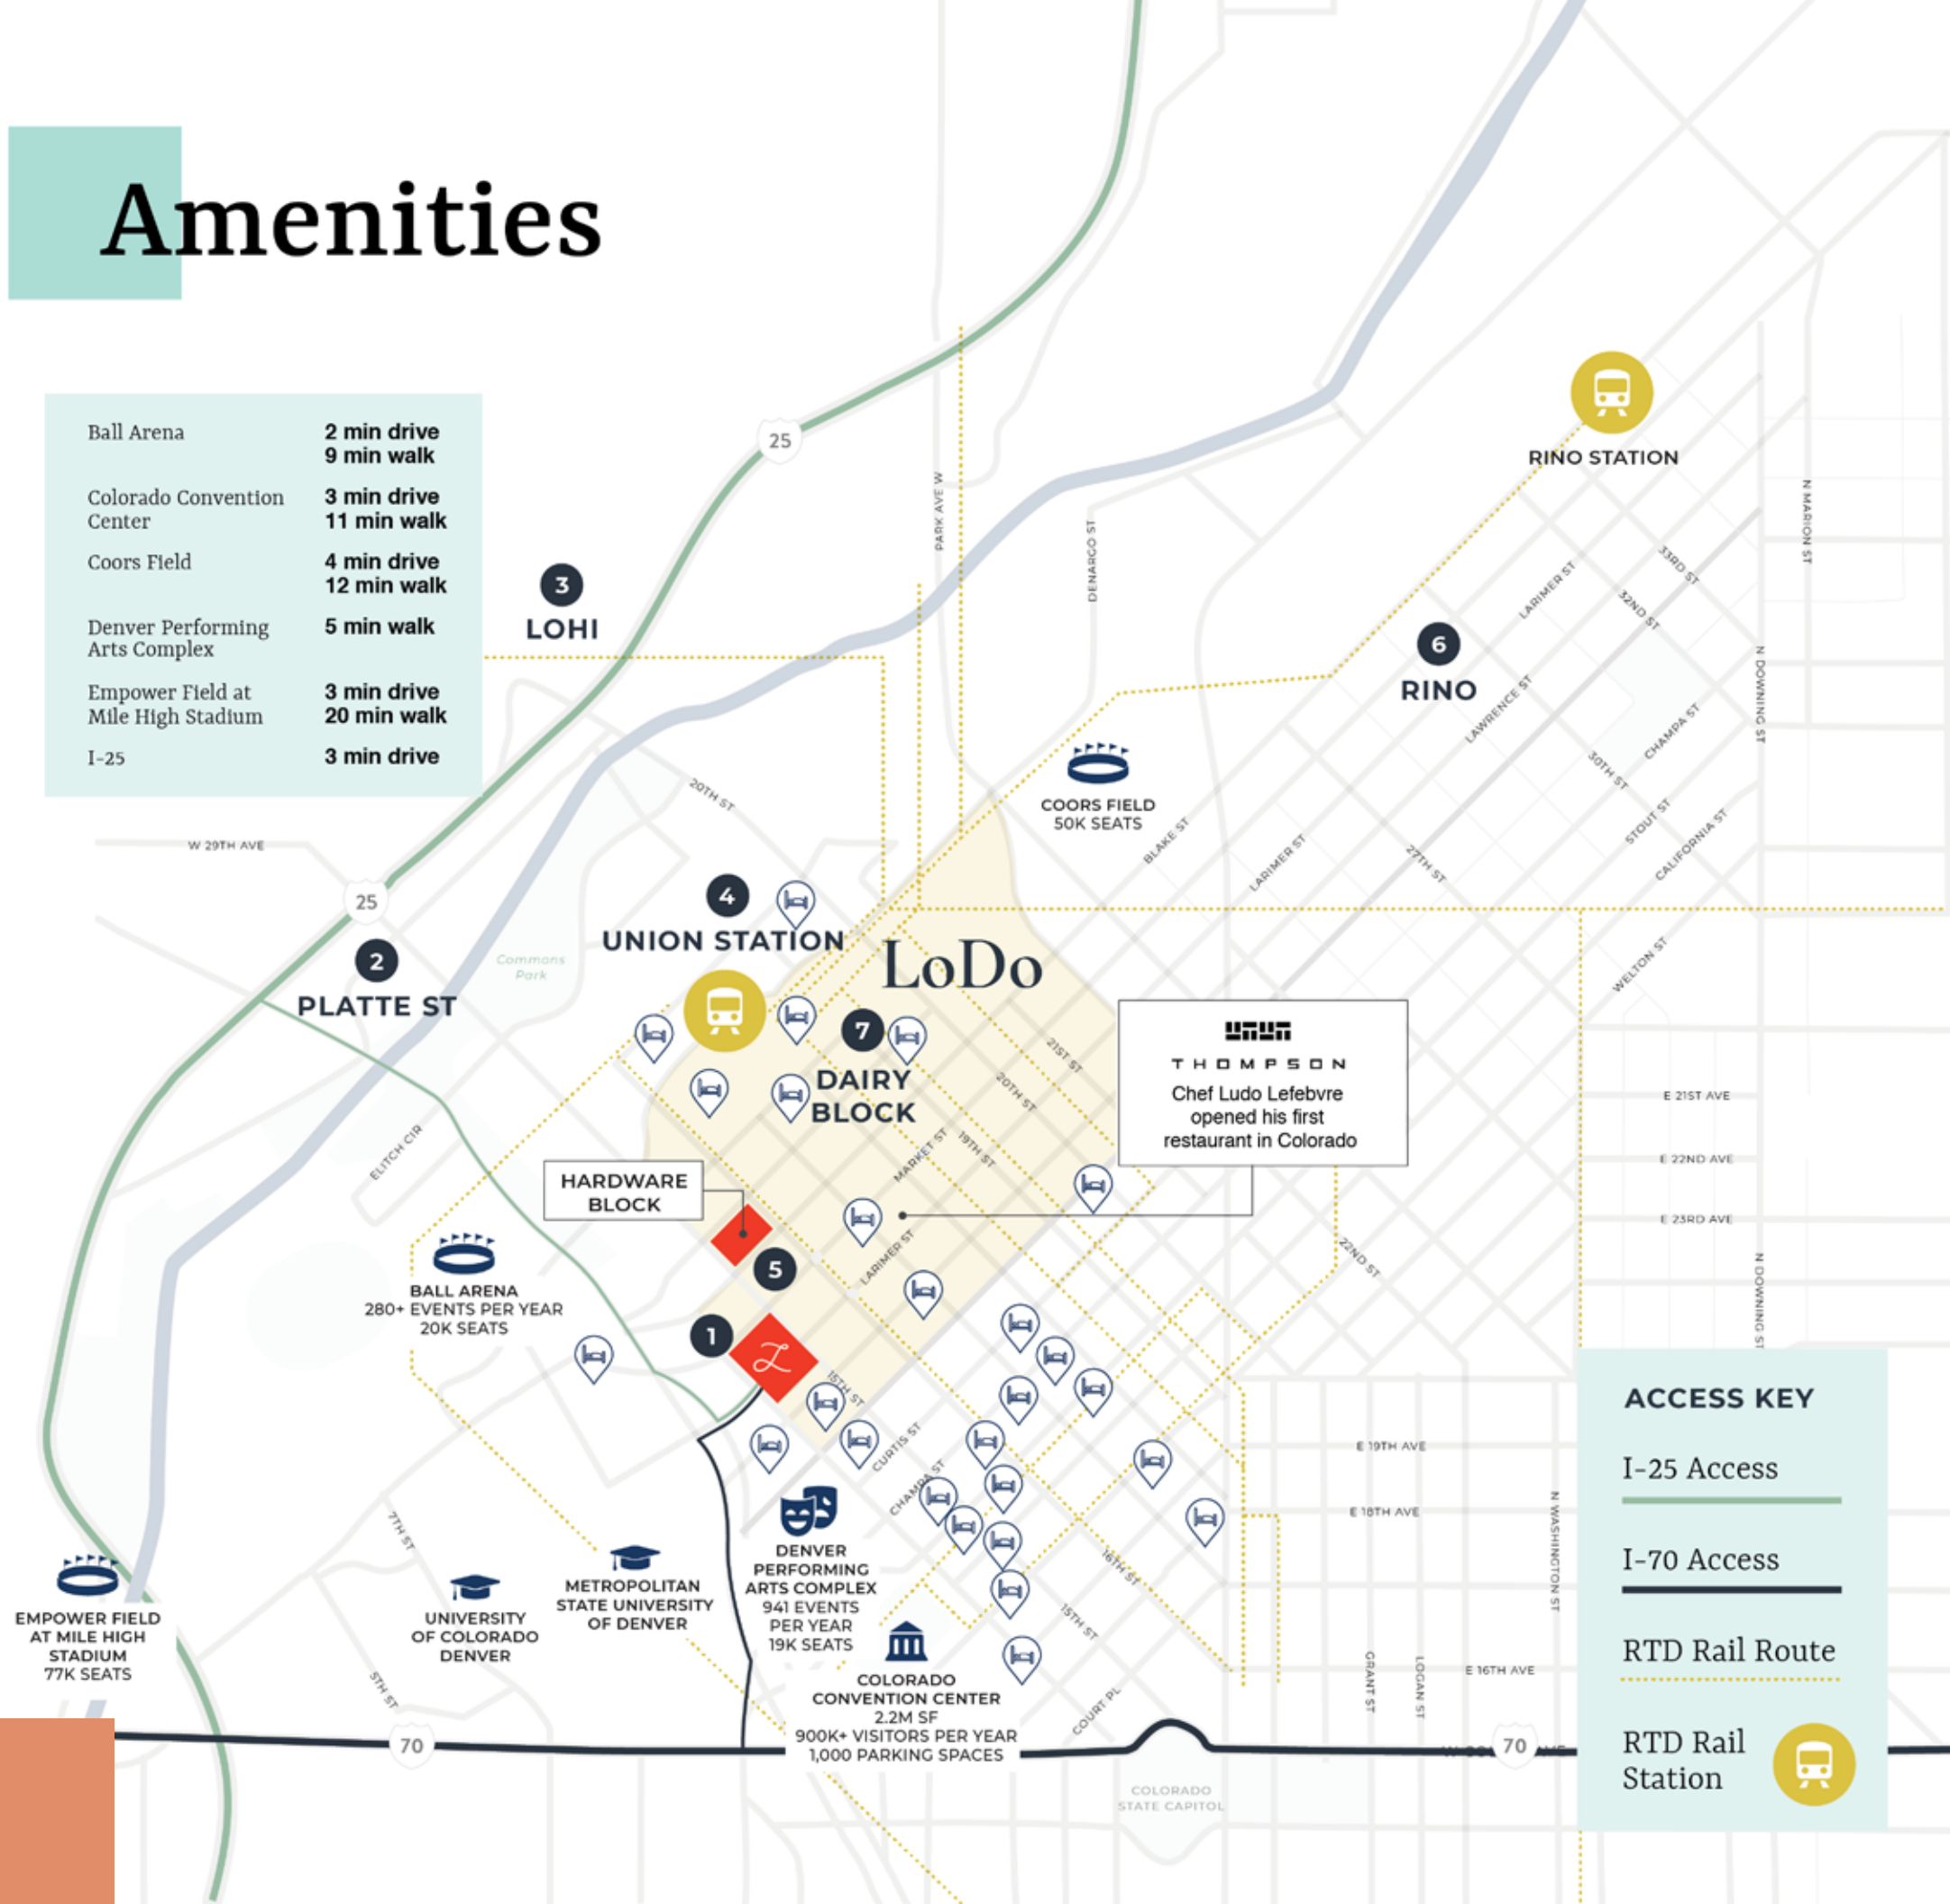 Amenities
Ball Arena
2 min drive
9 min walk
Colorado Convention
Center
3 min drive
11 min walk
Coors Field
4 min drive
12 min walk
Denver Performing
Arts Complex
5 min walk
Empower Field at
Mile High Stadium
3 min drive
20 min walk
I-25
3 min drive
25
3
LOHI
PARK AVE W
DENARGO ST
RINO STATION
N MARION ST
33RD ST
LARIMER ST
32ND ST
6
RINO
LAWRENCE ST
N DOWNING ST
CHAMPA ST
30TH ST
STOUT ST
CALIFORNIA ST
27TH ST
COORS FIELD
50K SEATS
BLAKE ST
LARIMER ST
20TH ST
W 29TH AVE
25
2
PLATTE ST
Commons
Park
4
UNION STATION
LoDo
WELTON ST
7
DAIRY
BLOCK
21ST ST
20TH ST
19TH ST
MARKET ST
THOMPSON
Chef Ludo Lefebvre
opened his first
restaurant in Colorado
E 21ST AVE
E 22ND AVE
E 23RD AVE
N DOWNING ST
ELITCH CIR
HARDWARE
BLOCK
5
LARIMER ST
22ND ST
BALL ARENA
280+ EVENTS PER YEAR
20K SEATS
1
15TH ST
CURTIS ST
CHAMPA ST
E 19TH AVE
E 18TH AVE
N WASHINGTON ST
16TH ST
15TH ST
GRANT ST
LOGAN ST
E 16TH AVE
COURT PL
7TH ST
5TH ST
EMPOWER FIELD
AT MILE HIGH
STADIUM
77K SEATS
UNIVERSITY
OF COLORADO
DENVER
METROPOLITAN
STATE UNIVERSITY
OF DENVER
DENVER
PERFORMING
ARTS COMPLEX
941 EVENTS
PER YEAR
19K SEATS
COLORADO
CONVENTION CENTER
2.2M SF
900K+ VISITORS PER YEAR
1,000 PARKING SPACES
70
70
COLORADO
STATE CAPITOL
ACCESS KEY
I-25 Access
I-70 Access
RTD Rail Route
RTD Rail
Station